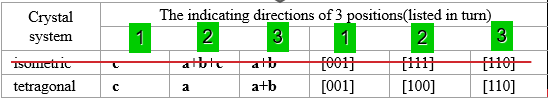 Crystal system The indicating directions of 3 positions(listed in turn)
1 2 3 1 2 3
isometric c a+b+c a+b [001] [111] [110]
tetragonal c a a+b [001] [100] [110]